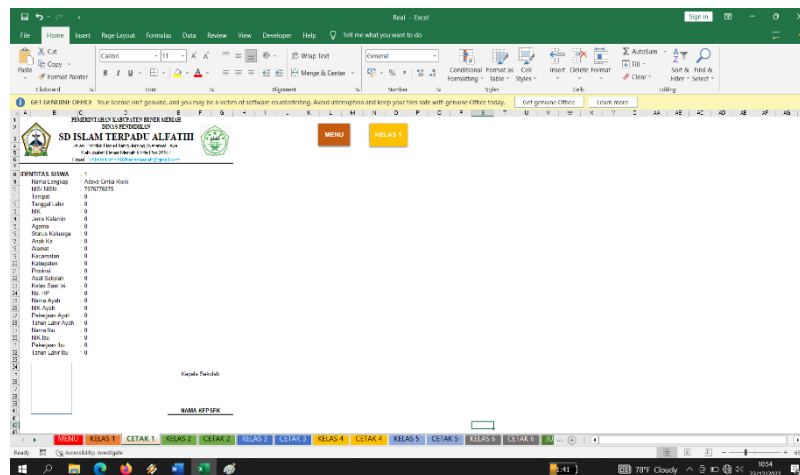 Real - Excel
Sign in
File Home Insert Page Layout Formulas Data Review View Developer Help Tell me what you want to do
Cut
Copy
Format Painter
Paste
Clipboard
Calibri 11
B I U
Font
Wrap Text
Merge & Center
Alignment
General
Number
Conditional Formatting
Format as Table
Cell Styles
Styles
Insert Delete Format
Cells
AutoSum
Fill
Clear
Sort & Filter
Find & Select
Editing
GET GENUINE OFFICE Your license isn't genuine, and you may be a victim of software counterfeiting. Avoid interruption and keep your files safe with genuine Office today.
Get genuine Office
Learn more
PEMERINTAHAN KABUPATEN BENER MERIAH
DINAS PENDIDIKAN
SD ISLAM TERPADU ALFATIH
MENU
KELAS 1
IDENTITAS SISWA : 1
Nama Lengkap :
NIS/ NISN :
Tempat : 0
Tanggal Lahir : 0
NIK : 0
Jenis Kelamin : 0
Agama : 0
Status Keluarga : 0
Anak Ke : 0
Alamat : 0
Kecamatan : 0
Kabupaten : 0
Provinsi : 0
Asal Sekolah : 0
Kelas Saat Ini : 0
No. HP : 0
Nama Ayah : 0
NIK Ayah : 0
Pekerjaan Ayah : 0
Tahun Lahir Ayah : 0
Nama Ibu : 0
NIK Ibu : 0
Pekerjaan Ibu : 0
Tahun Lahir Ibu : 0
Kepala Sekolah
NAMA KEPSEK
MENU KELAS 1 CETAK 1 KELAS 2 CETAK 2 KELAS 3 CETAK 3 KELAS 4 CETAK 4 KELAS 5 CETAK 5 KELAS 6 CETAK 6
Ready
Accessibility: Investigate
1:41
78°F Cloudy
10:54
23/12/2023